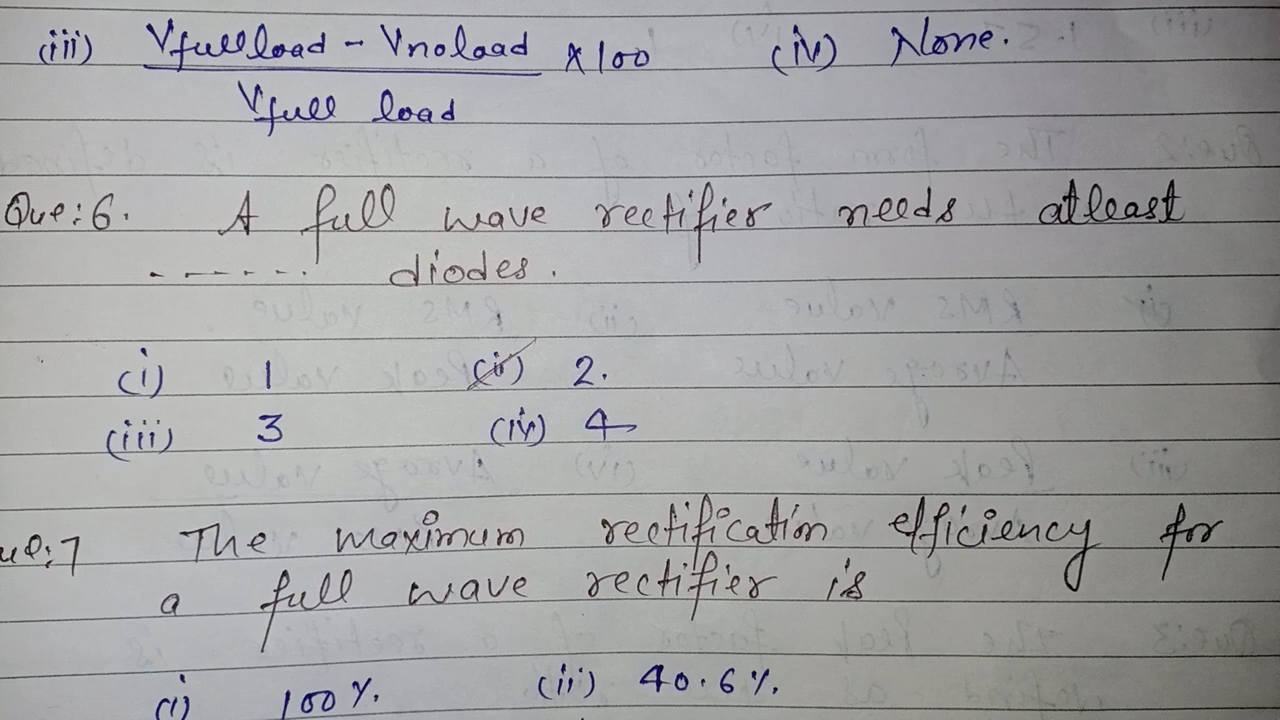 (iii) Vfull load - Vno load × 100 (iv) None.
Vfull load
Que:6. A full wave rectifier needs atleast
....... diodes.
(i) 1 (ii) 2.
(iii) 3 (iv) 4
ue:7 The maximum rectification efficiency for
a full wave rectifier is
(i) 100%. (ii) 40.6%.